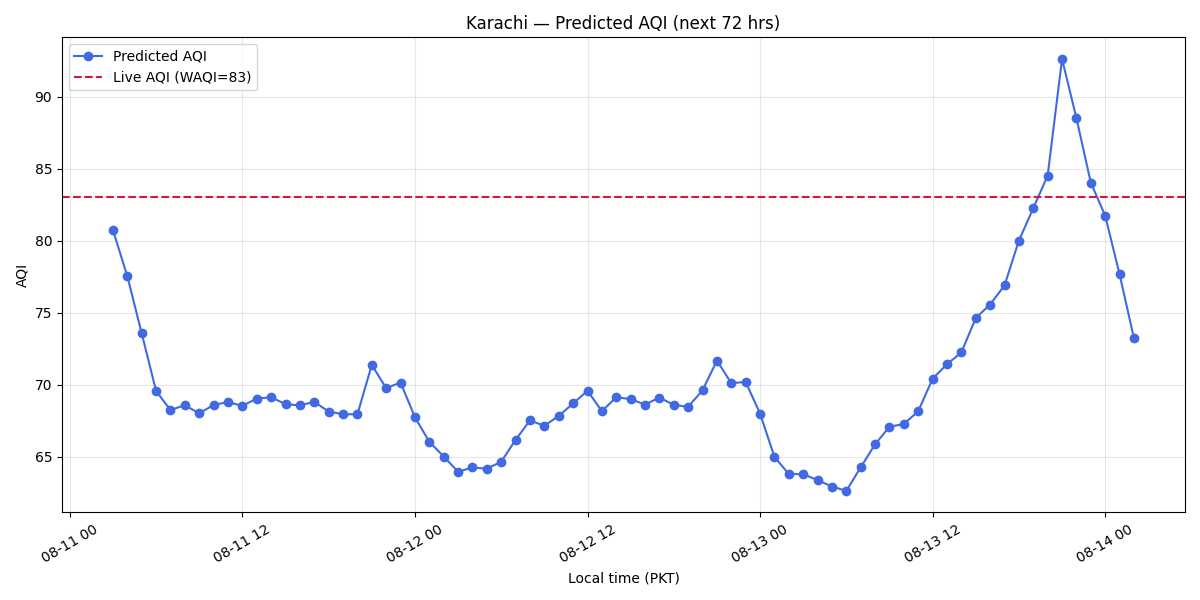 Karachi — Predicted AQI (next 72 hrs)
Predicted AQI
Live AQI (WAQI=83)
AQI
90
85
80
75
70
65
08-11 00
08-11 12
08-12 00
08-12 12
08-13 00
08-13 12
08-14 00
Local time (PKT)